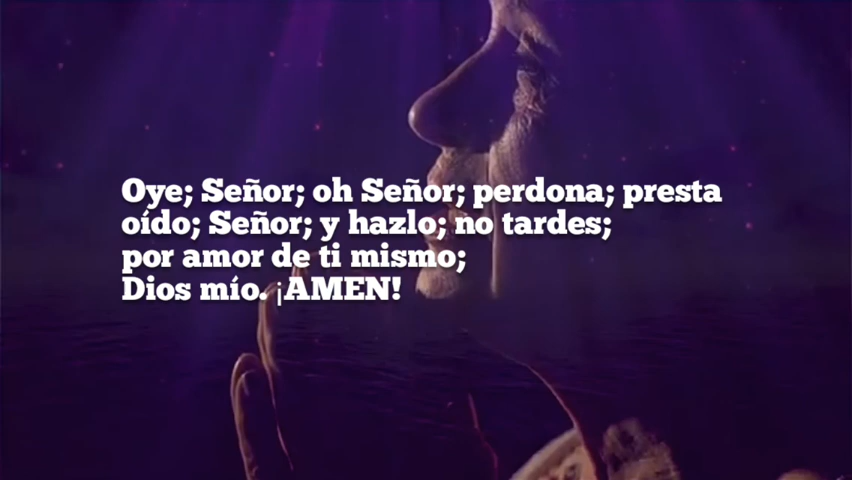 Oye; Señor; oh Señor; perdona; presta
oído; Señor; y hazlo; no tardes;
por amor de ti mismo;
Dios mío. ¡AMEN!